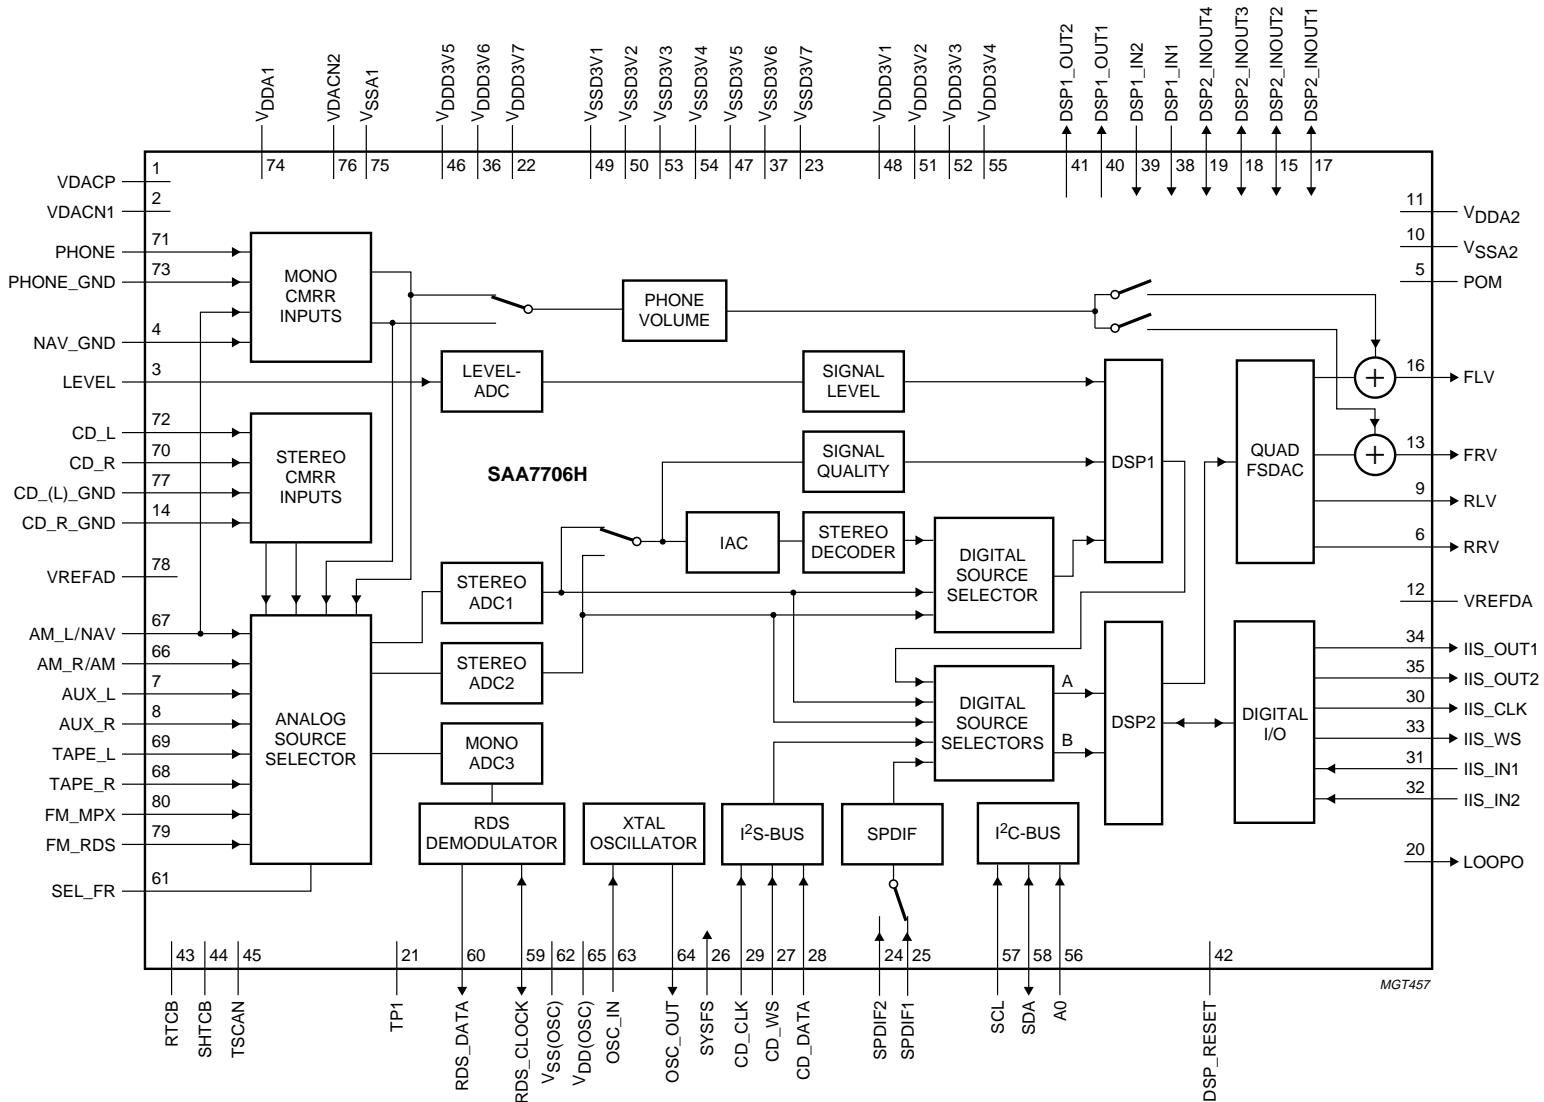 VDDA1
VDACN2
VSSA1
VDDD3V5
VDDD3V6
VDDD3V7
VSSD3V1
VSSD3V2
VSSD3V3
VSSD3V4
VSSD3V5
VSSD3V6
VSSD3V7
VDDD3V1
VDDD3V2
VDDD3V3
VDDD3V4
DSP1_OUT2
DSP1_OUT1
DSP1_IN2
DSP1_IN1
DSP2_INOUT4
DSP2_INOUT3
DSP2_INOUT2
DSP2_INOUT1
74
76
75
46
36
22
49
50
53
54
47
37
23
48
51
52
55
41
40
39
38
19
18
15
17
VDACP
1
VDACN1
2
PHONE
71
PHONE_GND
73
NAV_GND
4
LEVEL
3
CD_L
72
CD_R
70
CD_(L)_GND
77
CD_R_GND
14
VREFAD
78
AM_L/NAV
67
AM_R/AM
66
AUX_L
7
AUX_R
8
TAPE_L
69
TAPE_R
68
FM_MPX
80
FM_RDS
79
SEL_FR
61
MONO
CMRR
INPUTS
STEREO
CMRR
INPUTS
ANALOG
SOURCE
SELECTOR
PHONE
VOLUME
LEVEL-
ADC
SIGNAL
LEVEL
SAA7706H
SIGNAL
QUALITY
IAC
STEREO
DECODER
STEREO
ADC1
STEREO
ADC2
MONO
ADC3
DIGITAL
SOURCE
SELECTOR
DIGITAL
SOURCE
SELECTORS
A
B
DSP1
DSP2
QUAD
FSDAC
DIGITAL
I/O
+
+
RDS
DEMODULATOR
XTAL
OSCILLATOR
I2S-BUS
SPDIF
I2C-BUS
11
VDDA2
10
VSSA2
5
POM
16
FLV
13
FRV
9
RLV
6
RRV
12
VREFDA
34
IIS_OUT1
35
IIS_OUT2
30
IIS_CLK
33
IIS_WS
31
IIS_IN1
32
IIS_IN2
20
LOOPO
43
44
45
21
60
59
62
65
63
64
26
29
27
28
24
25
57
58
56
42
RTCB
SHTCB
TSCAN
TP1
RDS_DATA
RDS_CLOCK
VSS(OSC)
VDD(OSC)
OSC_IN
OSC_OUT
SYSFS
CD_CLK
CD_WS
CD_DATA
SPDIF2
SPDIF1
SCL
SDA
A0
DSP_RESET
MGT457